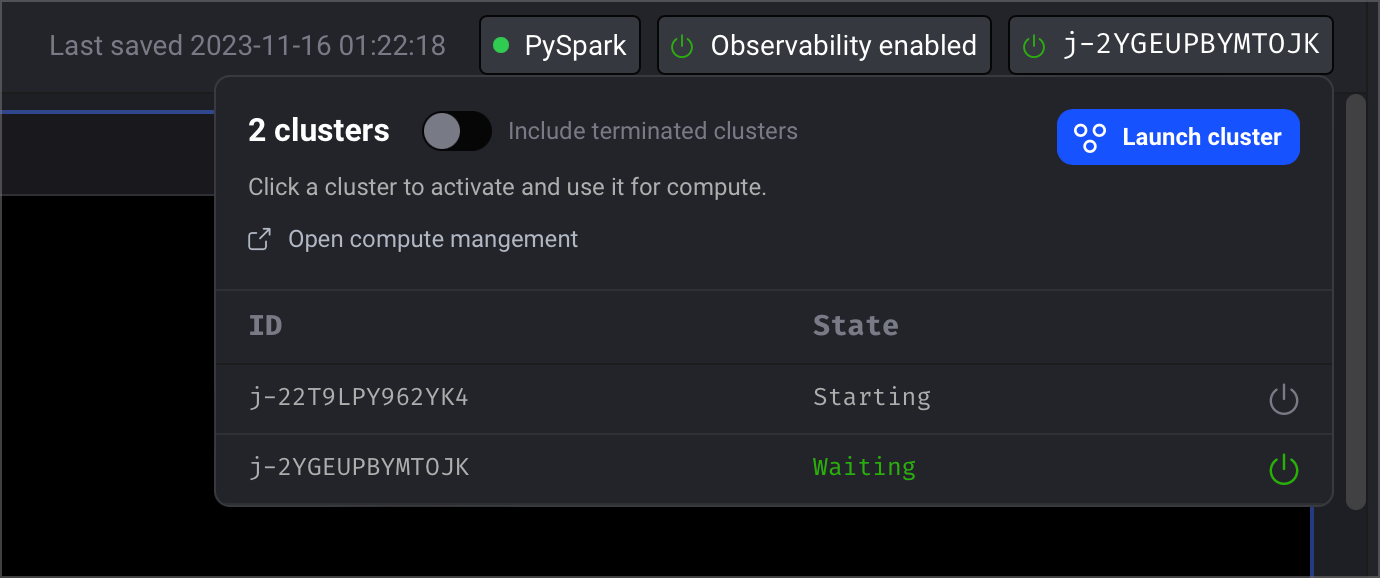 Last saved 2023-11-16 01:22:18 PySpark Observability enabled j-2YGEUPBYMTOJK
2 clusters Include terminated clusters Launch cluster
Click a cluster to activate and use it for compute.
Open compute mangement
ID State
j-22T9LPY962YK4 Starting
j-2YGEUPBYMTOJK Waiting